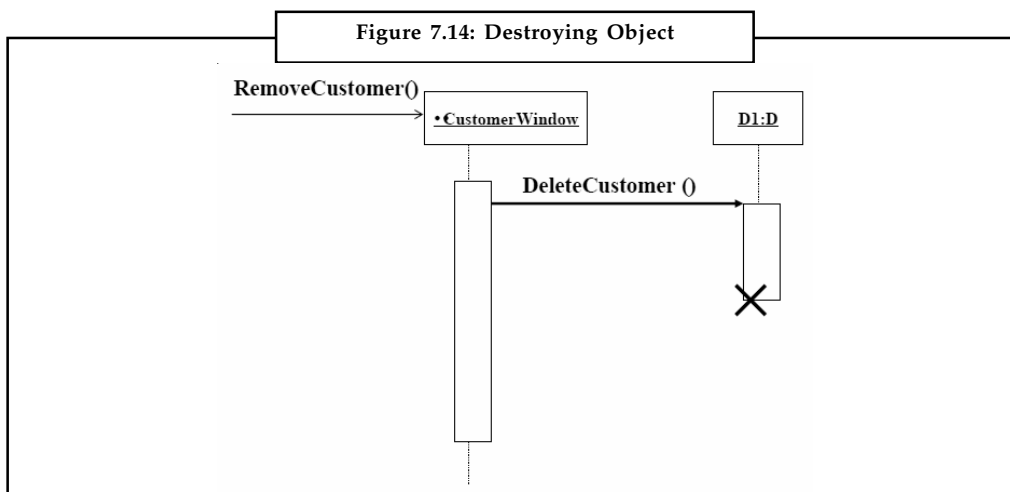 Figure 7.14: Destroying Object
RemoveCustomer()
•CustomerWindow
D1:D
DeleteCustomer ()